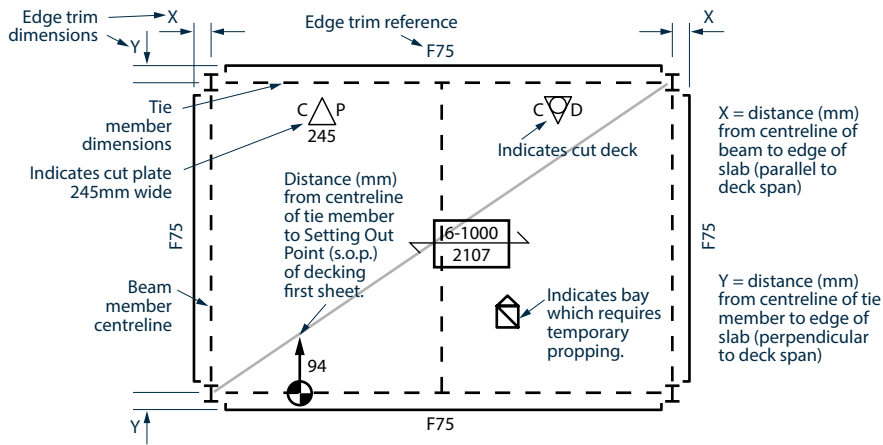 Edge trim
dimensions
X
Y
Edge trim reference
F75
X
Tie
member
dimensions
C P
245
C D
Indicates cut deck
Indicates cut plate
245mm wide
Distance (mm)
from centreline
of tie member
to Setting Out
Point (s.o.p.)
of decking
first sheet.
X = distance (mm)
from centreline of
beam to edge of
slab (parallel to
deck span)
F75
6-1000
2107
F75
Beam
member
centreline
Indicates bay
which requires
temporary
propping.
Y = distance (mm)
from centreline of tie
member to edge of
slab (perpendicular
to deck span)
94
Y
F75